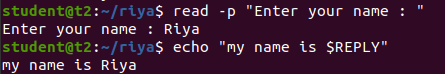 student@t2:~/riya$ read -p "Enter your name : "
Enter your name : Riya
student@t2:~/riya$ echo "my name is $REPLY"
my name is Riya